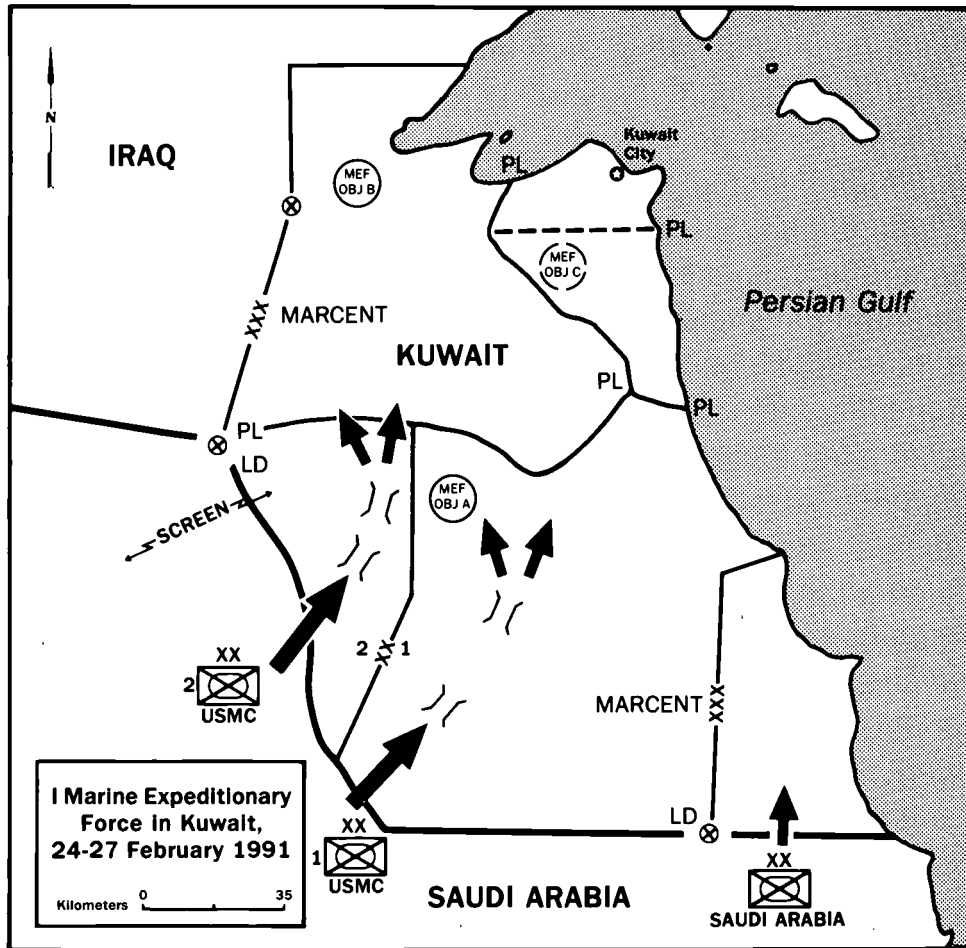 N
IRAQ
Kuwait
City
PL
MEF
OBJ B
PL
MEF
OBJ C
Persian Gulf
XXX
MARCENT
KUWAIT
PL
PL
PL
LD
MEF
OBJ A
SCREEN
2 XX 1
XX
2
USMC
MARCENT
XXX
I Marine Expeditionary
Force in Kuwait,
24-27 February 1991
Kilometers 0 35
XX
1
USMC
LD
XX
SAUDI ARABIA
SAUDI ARABIA